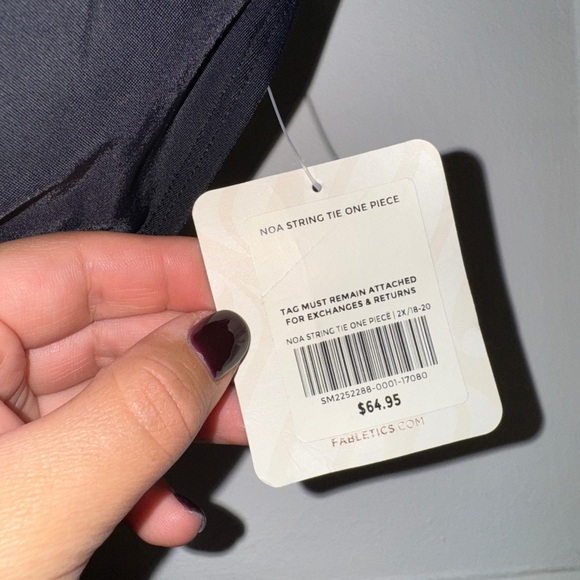 NOA STRING TIE ONE PIECE
TAG MUST REMAIN ATTACHED
FOR EXCHANGES & RETURNS
NOA STRING TIE ONE PIECE | 2X/18-20
SM2252288-0001-17080
$64.95
FABLETICS.COM